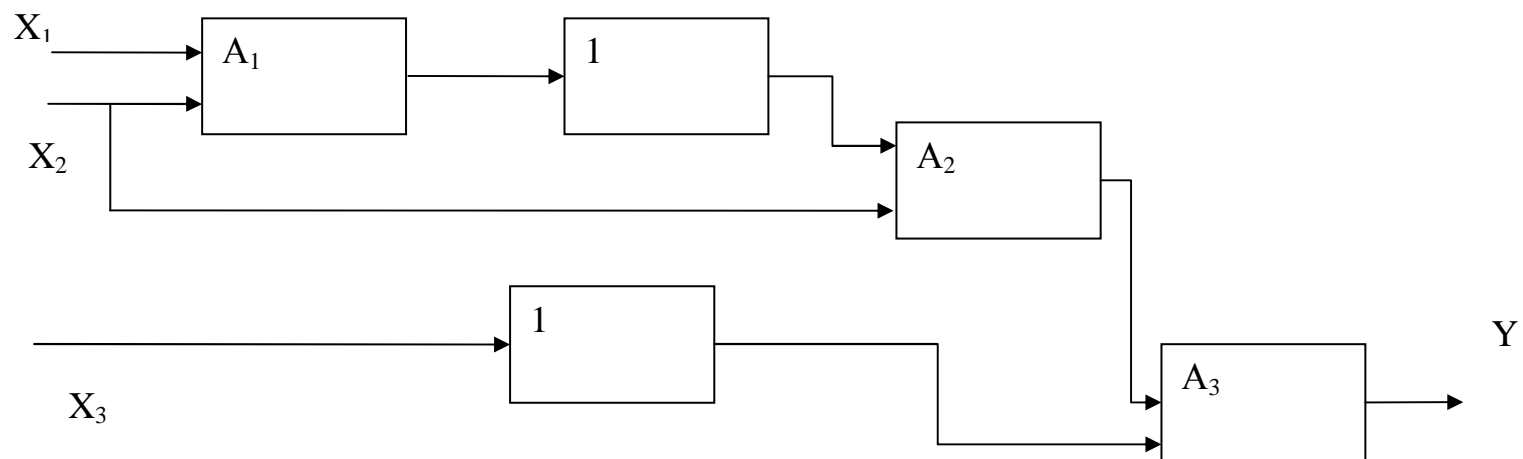 X₁
A₁
1
X₂
A₂
1
Y
A₃
X₃